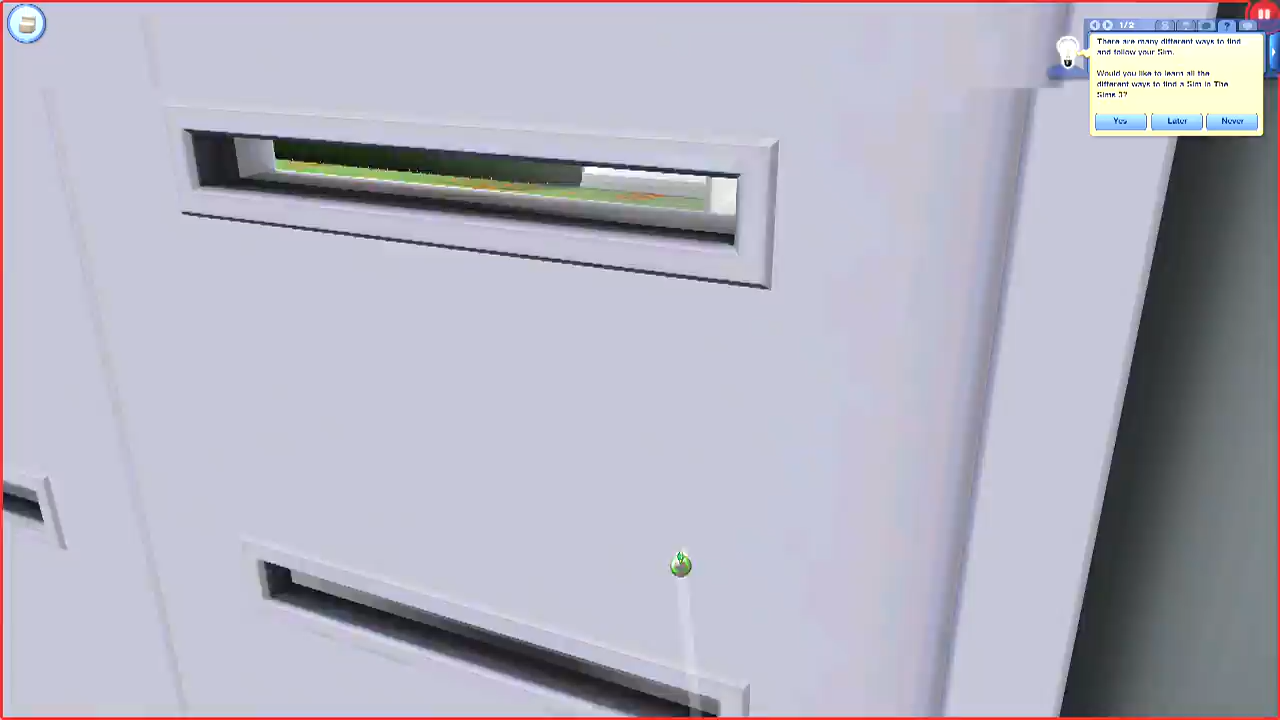 1/2
?
There are many different ways to find
and follow your Sim.
Would you like to learn all the
different ways to find a Sim in The
Sims 3?
Yes
Later
Never